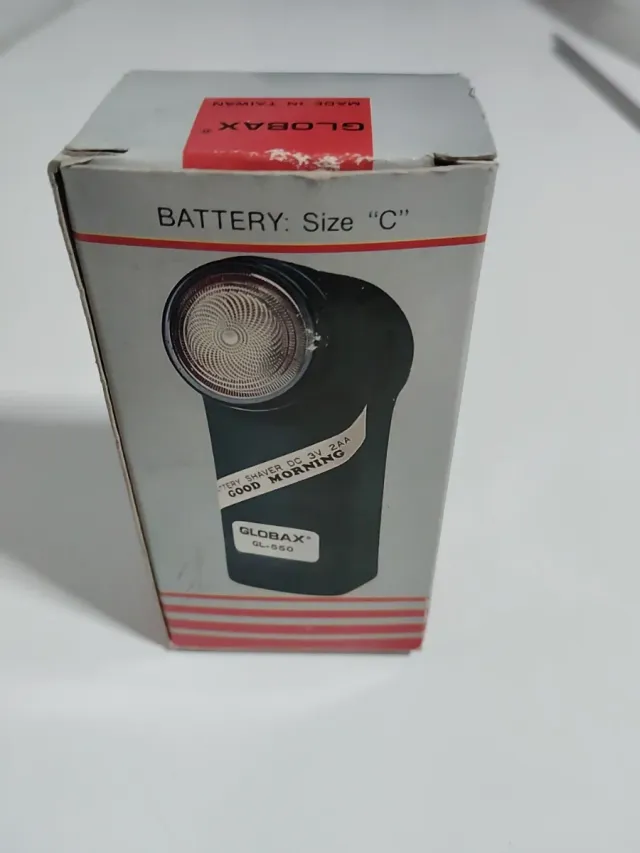 MADE IN TAIWAN
GLOBAX®
BATTERY: Size “C”
TERY SHAVER DC 3V 2AA
GOOD MORNING
GLOBAX®
GL-550